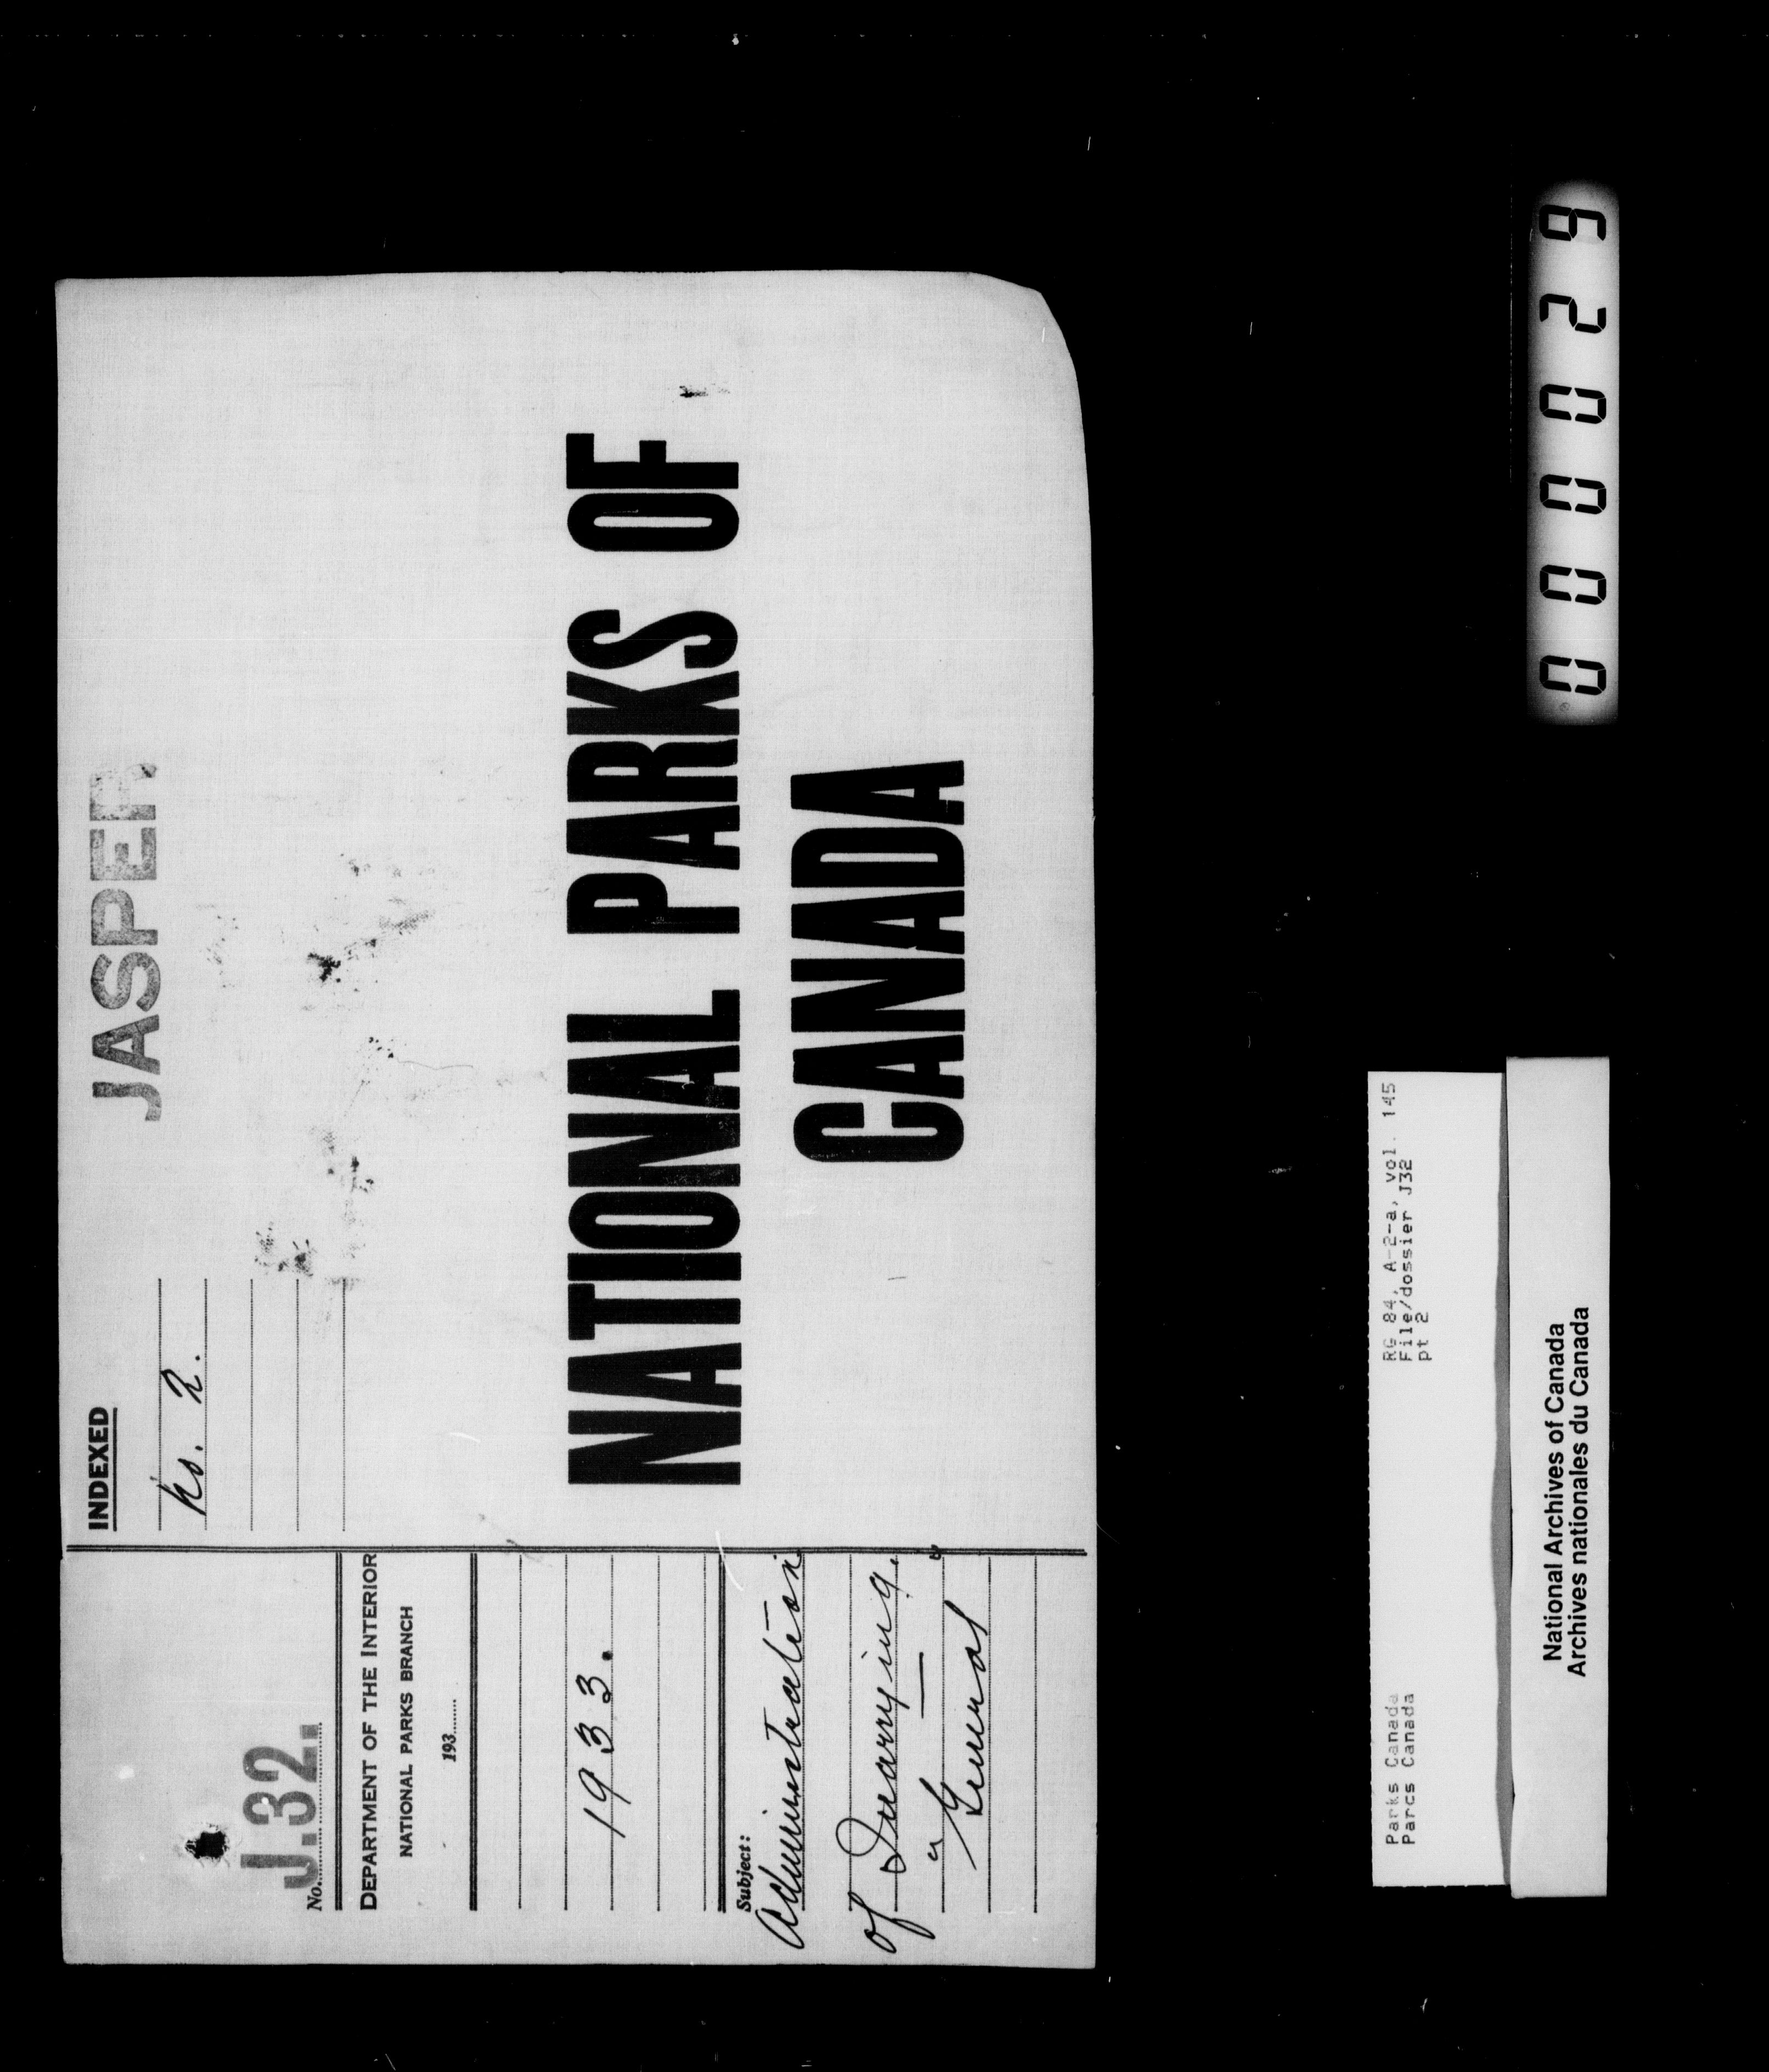 No. J.32.
DEPARTMENT OF THE INTERIOR
NATIONAL PARKS BRANCH
193........
1933.
Subject:
Administration
of Quarrying.
" General "
INDEXED
No. 2.
JASPER
NATIONAL PARKS OF
CANADA
Parks Canada
Parcs Canada
RG 84, A-2-a, vol. 145
File/dossier J32
pt 2
National Archives of Canada
Archives nationales du Canada
000029